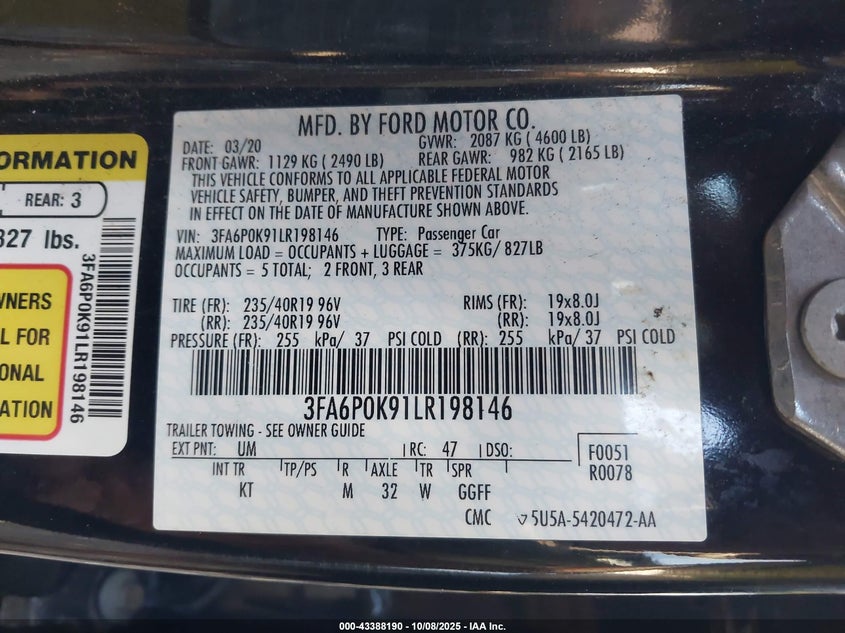 ORMATION
REAR: 3
827 lbs.
WNERS
L FOR
ONAL
ATION
3FA6P0K91LR198146
MFD. BY FORD MOTOR CO.
DATE: 03/20 GVWR: 2087 KG ( 4600 LB)
FRONT GAWR: 1129 KG ( 2490 LB) REAR GAWR: 982 KG ( 2165 LB)
THIS VEHICLE CONFORMS TO ALL APPLICABLE FEDERAL MOTOR
VEHICLE SAFETY, BUMPER, AND THEFT PREVENTION STANDARDS
IN EFFECT ON THE DATE OF MANUFACTURE SHOWN ABOVE.
VIN: 3FA6P0K91LR198146 TYPE: Passenger Car
MAXIMUM LOAD = OCCUPANTS + LUGGAGE = 375KG/ 827LB
OCCUPANTS = 5 TOTAL; 2 FRONT, 3 REAR
TIRE (FR): 235/40R19 96V RIMS (FR): 19x8.0J
(RR): 235/40R19 96V (RR): 19x8.0J
PRESSURE (FR): 255 kPa/ 37 PSI COLD (RR): 255 kPa/ 37 PSI COLD
3FA6P0K91LR198146
TRAILER TOWING - SEE OWNER GUIDE
EXT PNT: UM RC: 47 DSO: F0051
R0078
INT TR TP/PS R AXLE TR SPR
KT M 32 W GGFF
CMC 5U5A-5420472-AA
000-43388190 - 10/08/2025 - IAA Inc.